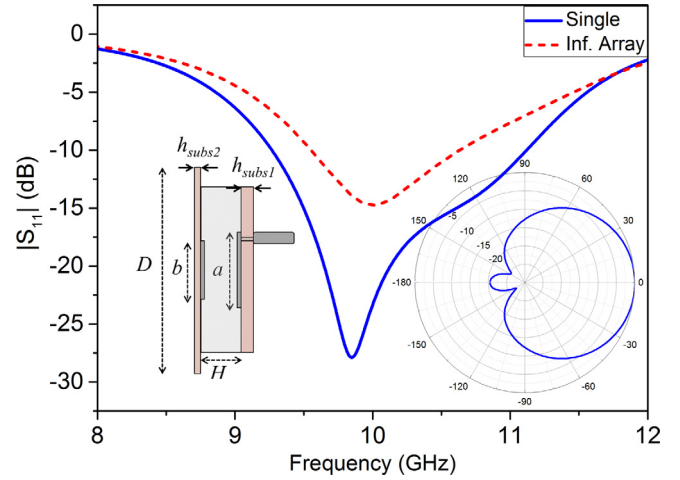 Single
Inf. Array
0
-5
-10
-15
-20
-25
-30
|S11| (dB)
8
9
10
11
12
Frequency (GHz)
hsubs2
hsubs1
D
b
a
H
90
120
60
150
30
-180
0
-150
-30
-120
-60
-90
-5
-10
-15
-20